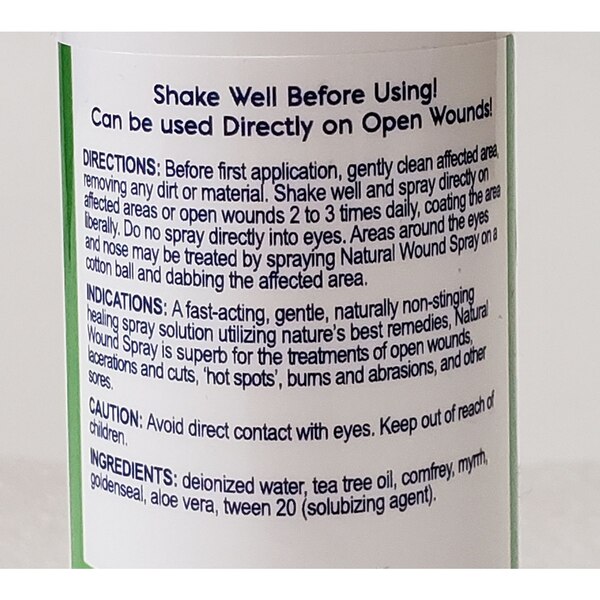 Shake Well Before Using!
Can be used Directly on Open Wounds!
DIRECTIONS: Before first application, gently clean affected area,
removing any dirt or material. Shake well and spray directly on
affected areas or open wounds 2 to 3 times daily, coating the area
liberally. Do no spray directly into eyes. Areas around the eyes
and nose may be treated by spraying Natural Wound Spray on a
cotton ball and dabbing the affected area.
INDICATIONS: A fast-acting, gentle, naturally non-stinging
healing spray solution utilizing nature's best remedies, Natural
Wound Spray is superb for the treatments of open wounds,
lacerations and cuts, 'hot spots', burns and abrasions, and other
sores.
CAUTION: Avoid direct contact with eyes. Keep out of reach of
children.
INGREDIENTS: deionized water, tea tree oil, comfrey, myrrh,
goldenseal, aloe vera, tween 20 (solubizing agent).